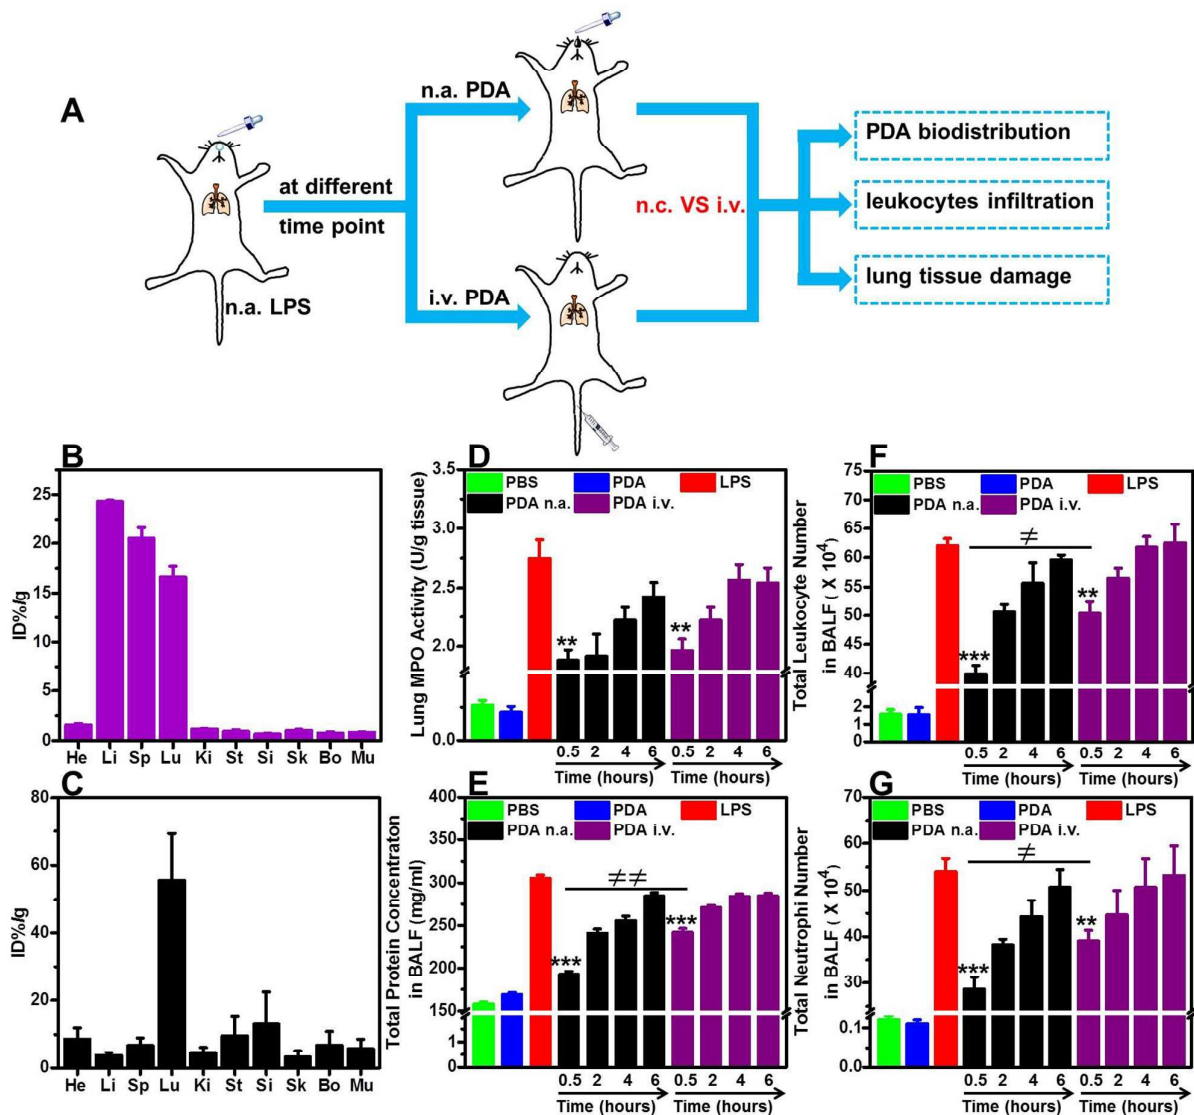 A
n.a. LPS
at different
time point
n.a. PDA
i.v. PDA
n.c. VS i.v.
PDA biodistribution
leukocytes infiltration
lung tissue damage
B
ID%/g
25
20
15
10
5
0
He Li Sp Lu Ki St Si Sk Bo Mu
C
ID%/g
80
60
40
20
0
He Li Sp Lu Ki St Si Sk Bo Mu
D
Lung MPO Activity (U/g tissue)
3.5
3.0
2.5
2.0
0.0
PBS PDA LPS
PDA n.a. PDA i.v.
** **
0.5 2 4 6 0.5 2 4 6
Time (hours) Time (hours)
E
Total Protein Concentraton
in BALF (mg/ml)
400
350
300
250
200
150
1
0
PBS PDA LPS
PDA n.a. PDA i.v.
≠≠
*** ***
0.5 2 4 6 0.5 2 4 6
Time (hours) Time (hours)
F
Total Leukocyte Number
in BALF ( X 10⁴)
75
70
65
60
55
50
45
40
2
1
0
PBS PDA LPS
PDA n.a. PDA i.v.
≠
*** **
0.5 2 4 6 0.5 2 4 6
Time (hours) Time (hours)
G
Total Neutrophi Number
in BALF ( X 10⁴)
70
60
50
40
30
0.1
0.0
PBS PDA LPS
PDA n.a. PDA i.v.
≠
*** **
0.5 2 4 6 0.5 2 4 6
Time (hours) Time (hours)